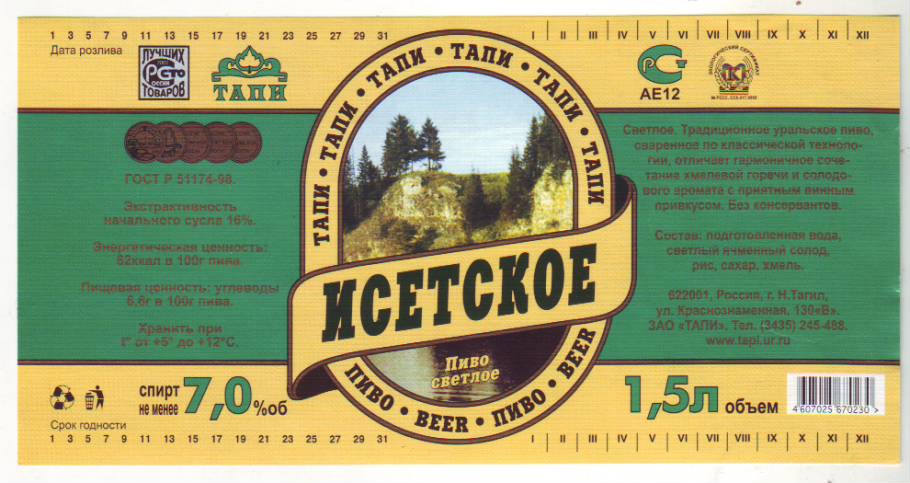 1 3 5 7 9 11 13 15 17 19 21 23 25 27 29 31
Дата розлива
ЛУЧШИХ
РОССИИ
ТОВАРОВ
ТАПИ
ГОСТ Р 51174-98.
Экстрактивность
начального сусла 16%.
Энергетическая ценность:
62ккал в 100г пива.
Пищевая ценность: углеводы
6,6г в 100г пива.
Хранить при
t° от +5° до +12°С.
спирт
не менее
7,0 %об
Срок годности
1 3 5 7 9 11 13 15 17 19 21 23 25 27 29 31
ТАПИ • ТАПИ • ТАПИ • ТАПИ • ТАПИ • ТАПИ
ИСЕТСКОЕ
Пиво
светлое
ПИВО • BEER • ПИВО • BEER
I II III IV V VI VII VIII IX X XI XII
АЕ12
ЭКОЛОГИЧЕСКИЙ СЕРТИФИКАТ
Светлое. Традиционное уральское пиво,
сваренное по классической техноло-
гии, отличает гармоничное соче-
тание хмелевой горечи и солодо-
вого аромата с приятным винным
привкусом. Без консервантов.
Состав: подготовленная вода,
светлый ячменный солод,
рис, сахар, хмель.
622001, Россия, г. Н.Тагил,
ул. Краснознаменная, 130«В».
ЗАО «ТАПИ». Тел. (3435) 245-488.
www.tapi.ur.ru
1,5л объем
4 607025 670230 >
I II III IV V VI VII VIII IX X XI XII